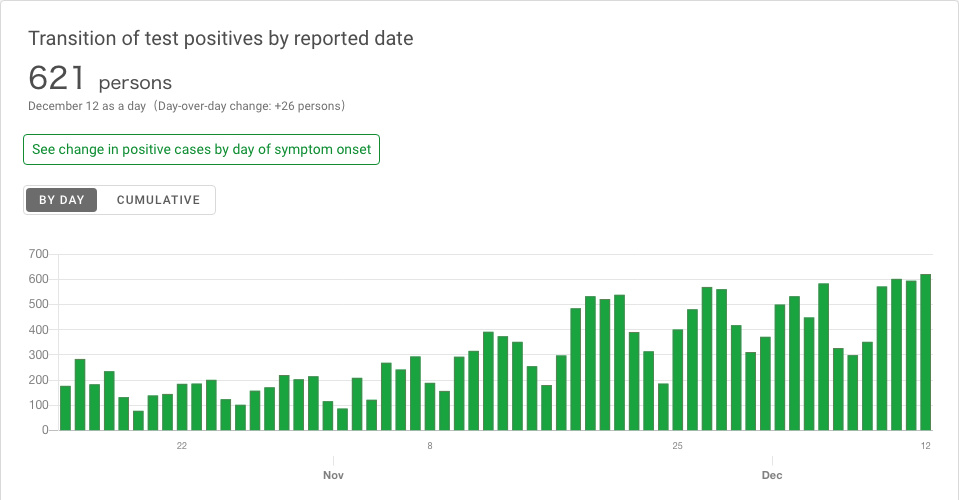 Transition of test positives by reported date
621 persons
December 12 as a day (Day-over-day change: +26 persons)
See change in positive cases by day of symptom onset
BY DAY CUMULATIVE
700
600
500
400
300
200
100
0
22 8 25 12
Nov Dec